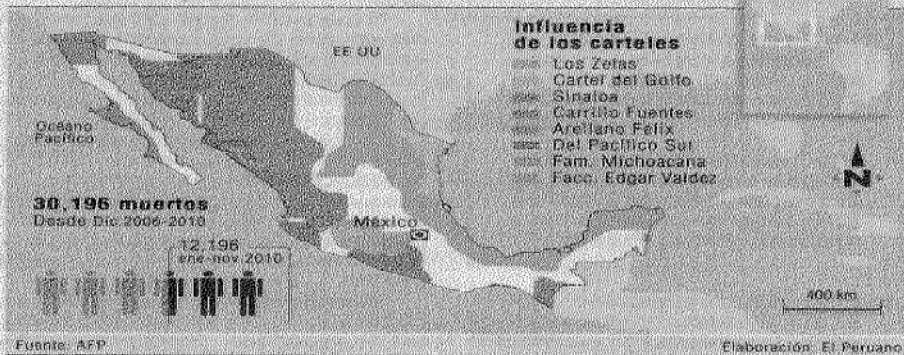 Influencia
de los carteles
Los Zetas
Cartel del Golfo
Sinaloa
Carrillo Fuentes
Arellano Félix
Del Pacífico Sur
Fam. Michoacana
Facc. Edgar Valdez
EE UU
Océano
Pacífico
N
30,196 muertos
Desde Dic.2006-2010
México
12,196
ene-nov.2010
400 km
Fuente: AFP
Elaboración: El Peruano